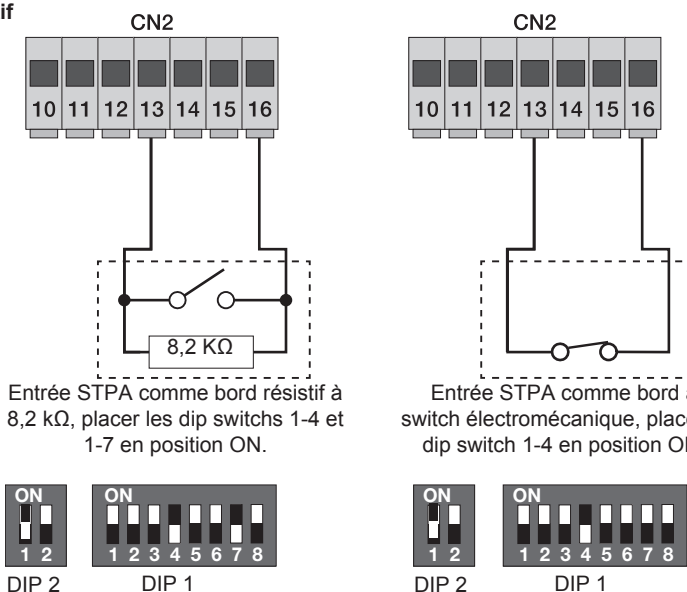 if
CN2
10 11 12 13 14 15 16
8,2 KΩ
Entrée STPA comme bord résistif à
8,2 kΩ, placer les dip switchs 1-4 et
1-7 en position ON.
ON
1 2
DIP 2
ON
1 2 3 4 5 6 7 8
DIP 1
CN2
10 11 12 13 14 15 16
Entrée STPA comme bord
switch électromécanique,
dip switch 1-4 en position
ON
1 2
DIP 2
ON
1 2 3 4 5 6 7 8
DIP 1